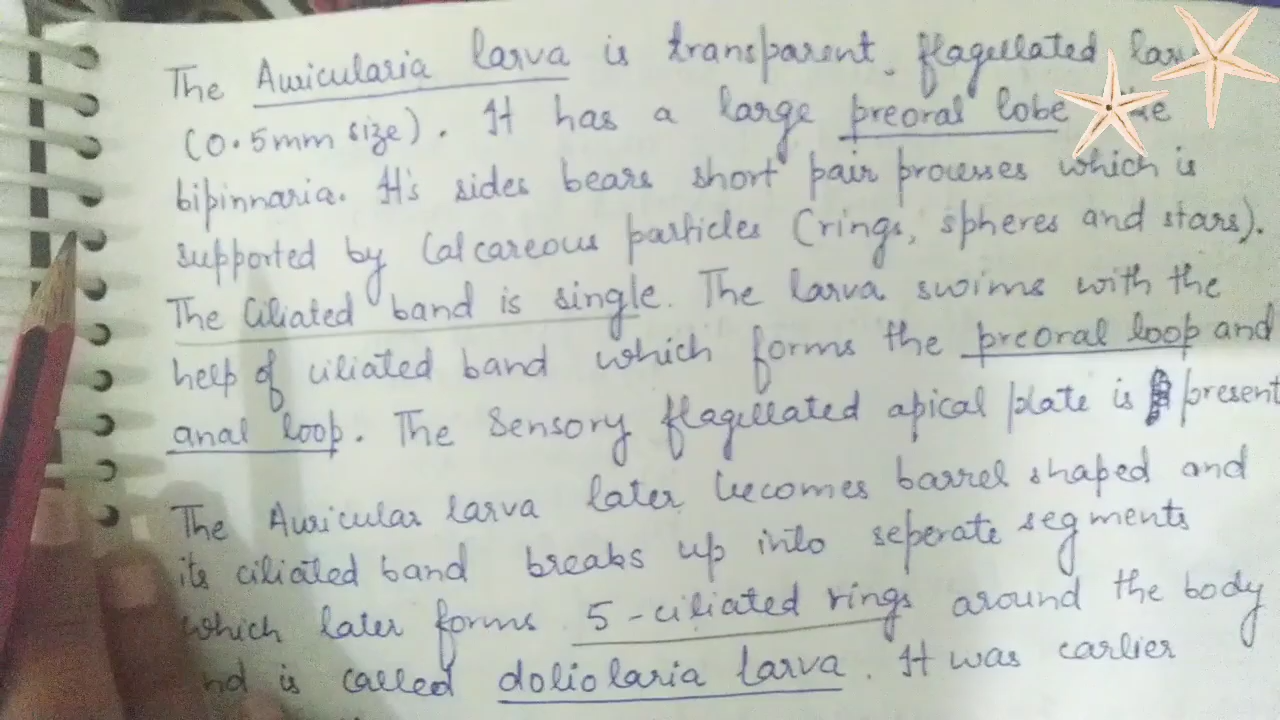 The Auricularia larva is transparent, flagellated
(0.5mm size). It has a large preoral lobe
bipinnaria. It's sides bears short pair processes which is
supported by Calcareous particles (rings, spheres and stars).
The Ciliated band is single. The larva swims with the
help of ciliated band which forms the preoral loop and
anal loop. The Sensory flagellated apical plate is present
The Auricular larva later becomes barrel shaped and
its ciliated band breaks up into seperate segments
which later forms 5-ciliated rings around the body
is called doliolaria larva. It was earlier